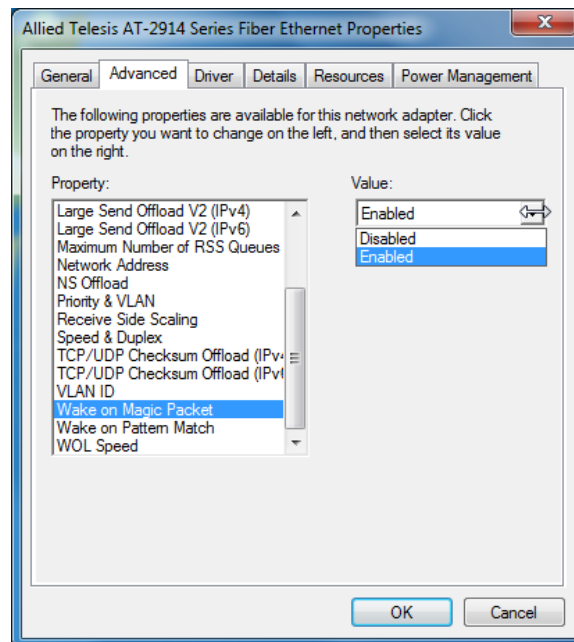 Allied Telesis AT-2914 Series Fiber Ethernet Properties
General Advanced Driver Details Resources Power Management
The following properties are available for this network adapter. Click
the property you want to change on the left, and then select its value
on the right.
Property:
Value:
Large Send Offload V2 (IPv4)
Large Send Offload V2 (IPv6)
Maximum Number of RSS Queues
Network Address
NS Offload
Priority & VLAN
Receive Side Scaling
Speed & Duplex
TCP/UDP Checksum Offload (IPv4
TCP/UDP Checksum Offload (IPv6
VLAN ID
Wake on Magic Packet
Wake on Pattern Match
WOL Speed
Enabled
Disabled
Enabled
OK
Cancel